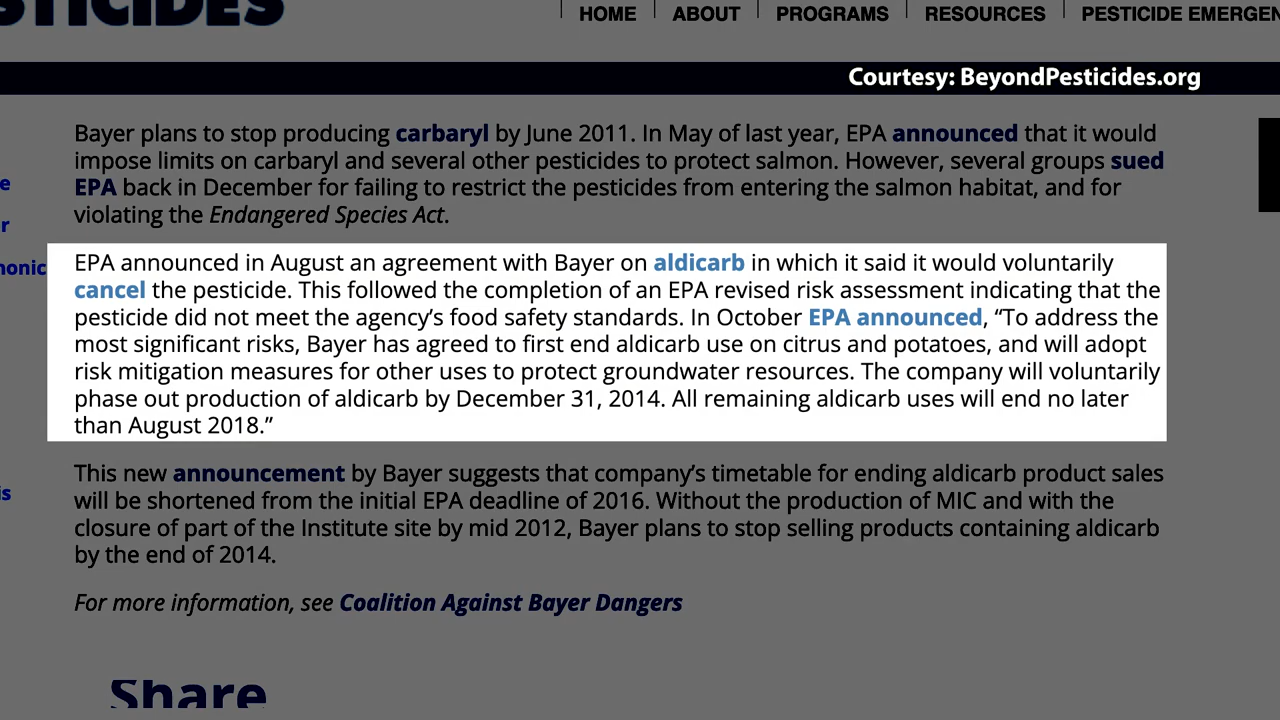 STICIDES
HOME ABOUT PROGRAMS RESOURCES PESTICIDE EMERGEN
Courtesy: BeyondPesticides.org
Bayer plans to stop producing carbaryl by June 2011. In May of last year, EPA announced that it would
impose limits on carbaryl and several other pesticides to protect salmon. However, several groups sued
EPA back in December for failing to restrict the pesticides from entering the salmon habitat, and for
violating the Endangered Species Act.
EPA announced in August an agreement with Bayer on aldicarb in which it said it would voluntarily
cancel the pesticide. This followed the completion of an EPA revised risk assessment indicating that the
pesticide did not meet the agency’s food safety standards. In October EPA announced, “To address the
most significant risks, Bayer has agreed to first end aldicarb use on citrus and potatoes, and will adopt
risk mitigation measures for other uses to protect groundwater resources. The company will voluntarily
phase out production of aldicarb by December 31, 2014. All remaining aldicarb uses will end no later
than August 2018.”
This new announcement by Bayer suggests that company’s timetable for ending aldicarb product sales
will be shortened from the initial EPA deadline of 2016. Without the production of MIC and with the
closure of part of the Institute site by mid 2012, Bayer plans to stop selling products containing aldicarb
by the end of 2014.
For more information, see Coalition Against Bayer Dangers
Share